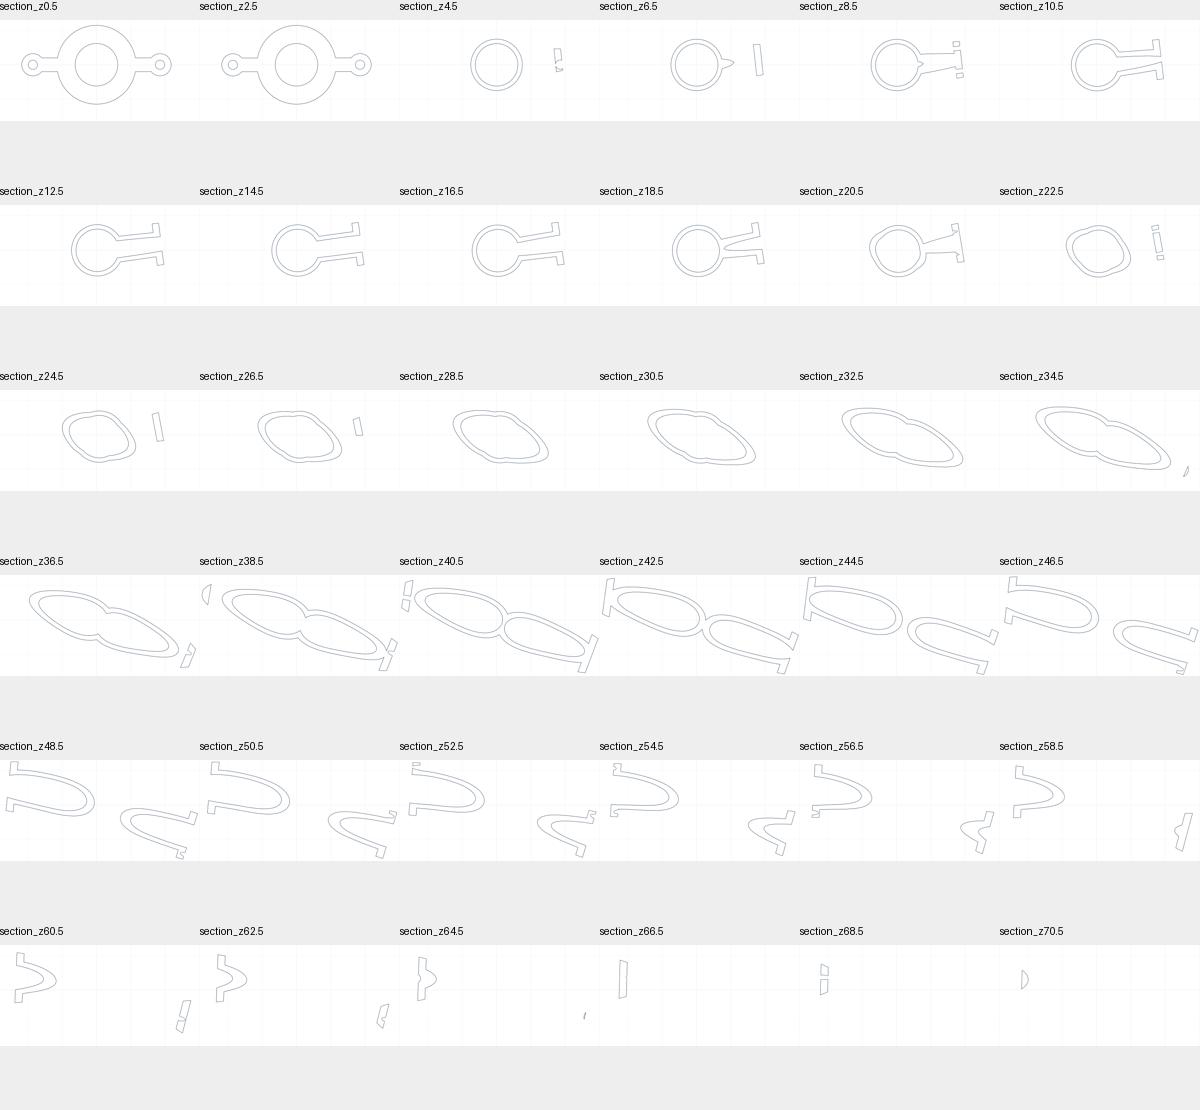 section_z0.5 section_z2.5 section_z4.5 section_z6.5 section_z8.5 section_z10.5
section_z12.5 section_z14.5 section_z16.5 section_z18.5 section_z20.5 section_z22.5
section_z24.5 section_z26.5 section_z28.5 section_z30.5 section_z32.5 section_z34.5
section_z36.5 section_z38.5 section_z40.5 section_z42.5 section_z44.5 section_z46.5
section_z48.5 section_z50.5 section_z52.5 section_z54.5 section_z56.5 section_z58.5
section_z60.5 section_z62.5 section_z64.5 section_z66.5 section_z68.5 section_z70.5